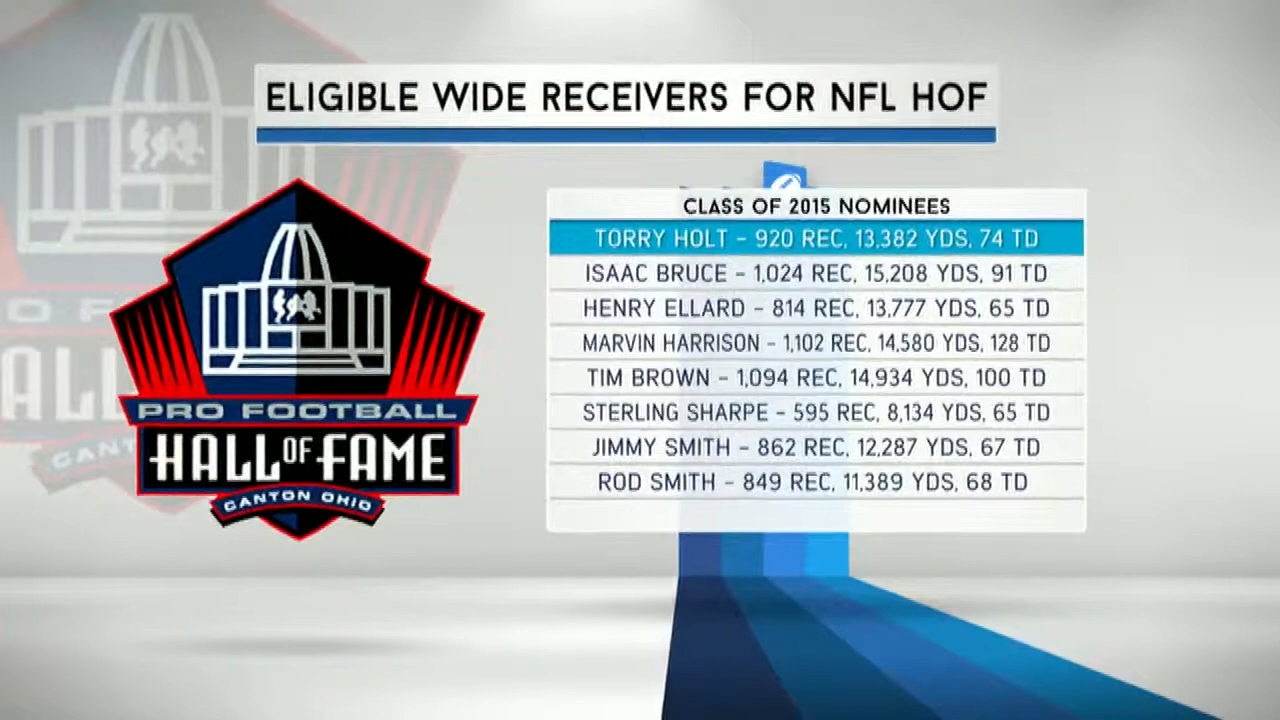 ELIGIBLE WIDE RECEIVERS FOR NFL HOF
CLASS OF 2015 NOMINEES
TORRY HOLT – 920 REC, 13,382 YDS, 74 TD
ISAAC BRUCE – 1,024 REC, 15,208 YDS, 91 TD
HENRY ELLARD – 814 REC, 13,777 YDS, 65 TD
MARVIN HARRISON – 1,102 REC, 14,580 YDS, 128 TD
TIM BROWN – 1,094 REC, 14,934 YDS, 100 TD
STERLING SHARPE – 595 REC, 8,134 YDS, 65 TD
JIMMY SMITH – 862 REC, 12,287 YDS, 67 TD
ROD SMITH – 849 REC, 11,389 YDS, 68 TD
PRO FOOTBALL
HALL OF FAME
CANTON OHIO